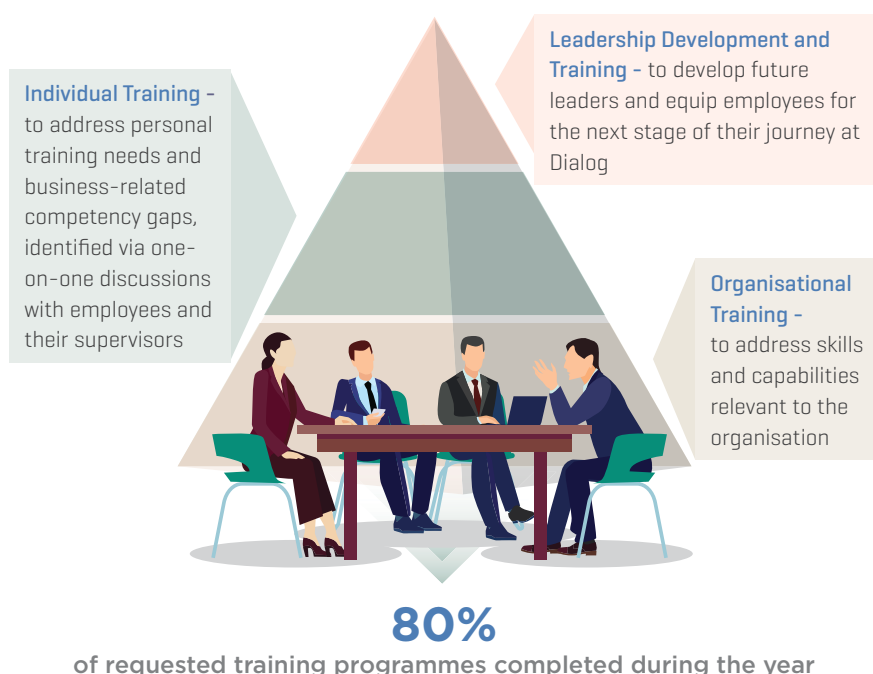 Leadership Development and
Training - to develop future
leaders and equip employees for
the next stage of their journey at
Dialog
Individual Training -
to address personal
training needs and
business-related
competency gaps,
identified via one-
on-one discussions
with employees and
their supervisors
Organisational
Training -
to address skills
and capabilities
relevant to the
organisation
80%
of requested training programmes completed during the year